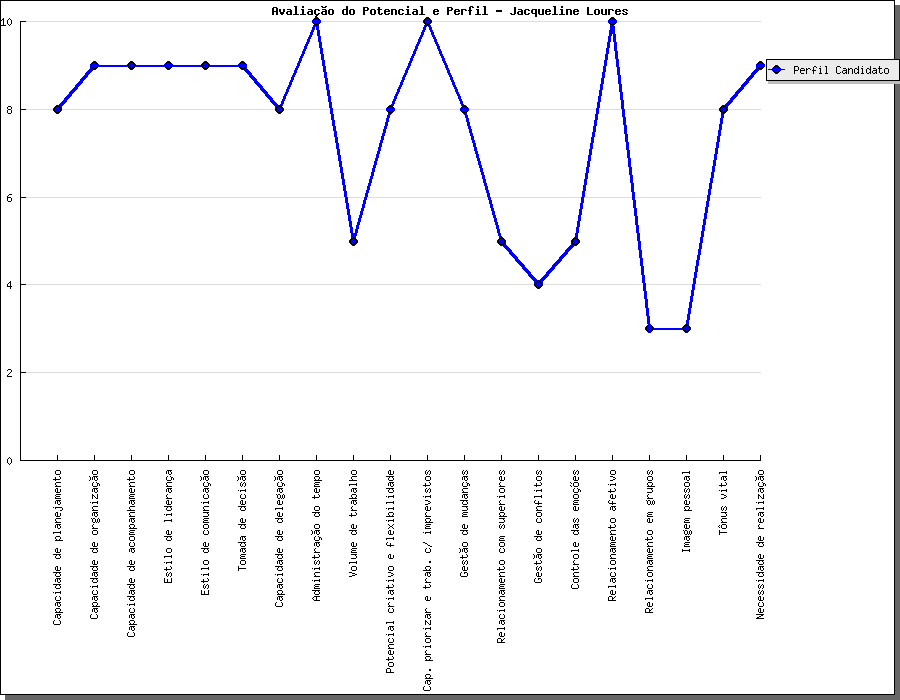 Avaliação do Potencial e Perfil - Jacqueline Loures
10
8
6
4
2
0
Perfil Candidato
Capacidade de planejamento
Capacidade de organização
Capacidade de acompanhamento
Estilo de liderança
Estilo de comunicação
Tomada de decisão
Capacidade de delegação
Administração do tempo
Volume de trabalho
Potencial criativo e flexibilidade
Cap. priorizar e trab. c/ imprevistos
Gestão de mudanças
Relacionamento com superiores
Gestão de conflitos
Controle das emoções
Relacionamento afetivo
Relacionamento em grupos
Imagem pessoal
Tônus vital
Necessidade de realização